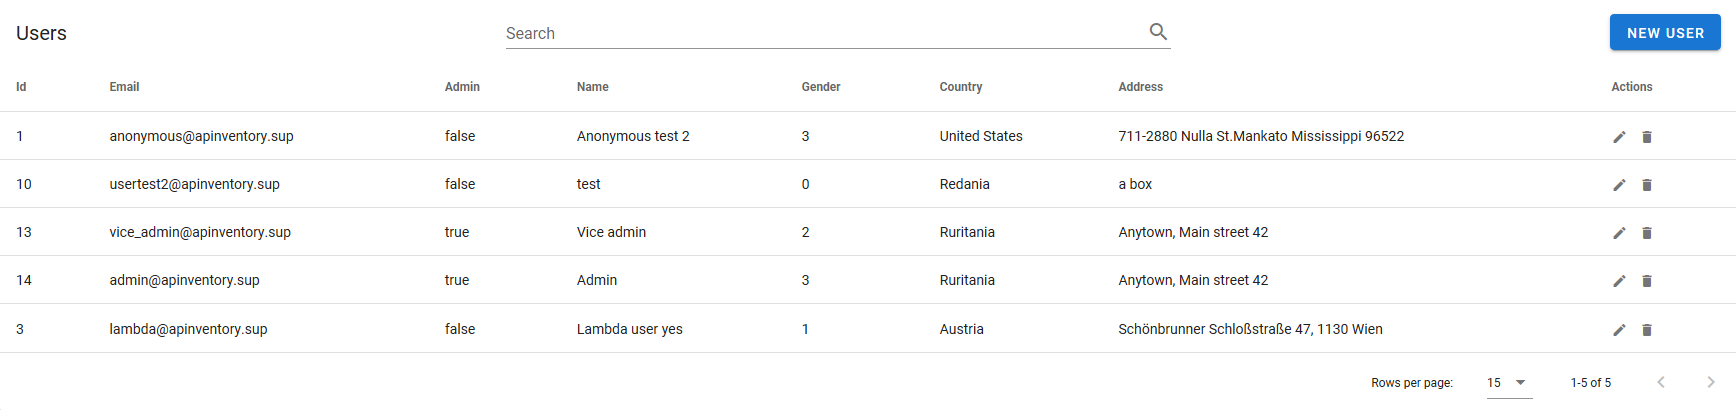 Users Search NEW USER
Id Email Admin Name Gender Country Address Actions
1 anonymous@apinventory.sup false Anonymous test 2 3 United States 711-2880 Nulla St.Mankato Mississippi 96522
10 usertest2@apinventory.sup false test 0 Redania a box
13 vice_admin@apinventory.sup true Vice admin 2 Ruritania Anytown, Main street 42
14 admin@apinventory.sup true Admin 3 Ruritania Anytown, Main street 42
3 lambda@apinventory.sup false Lambda user yes 1 Austria Schönbrunner Schloßstraße 47, 1130 Wien
Rows per page: 15 1-5 of 5